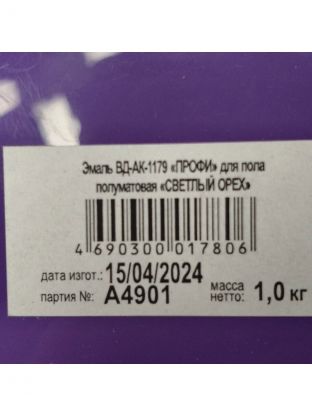 Эмаль ВД-АК-1179 «ПРОФИ» для пола
полуматовая «СВЕТЛЫЙ ОРЕХ»
4 690300 017806
дата изгот.: 15/04/2024
партия №: А4901 масса нетто: 1,0 кг